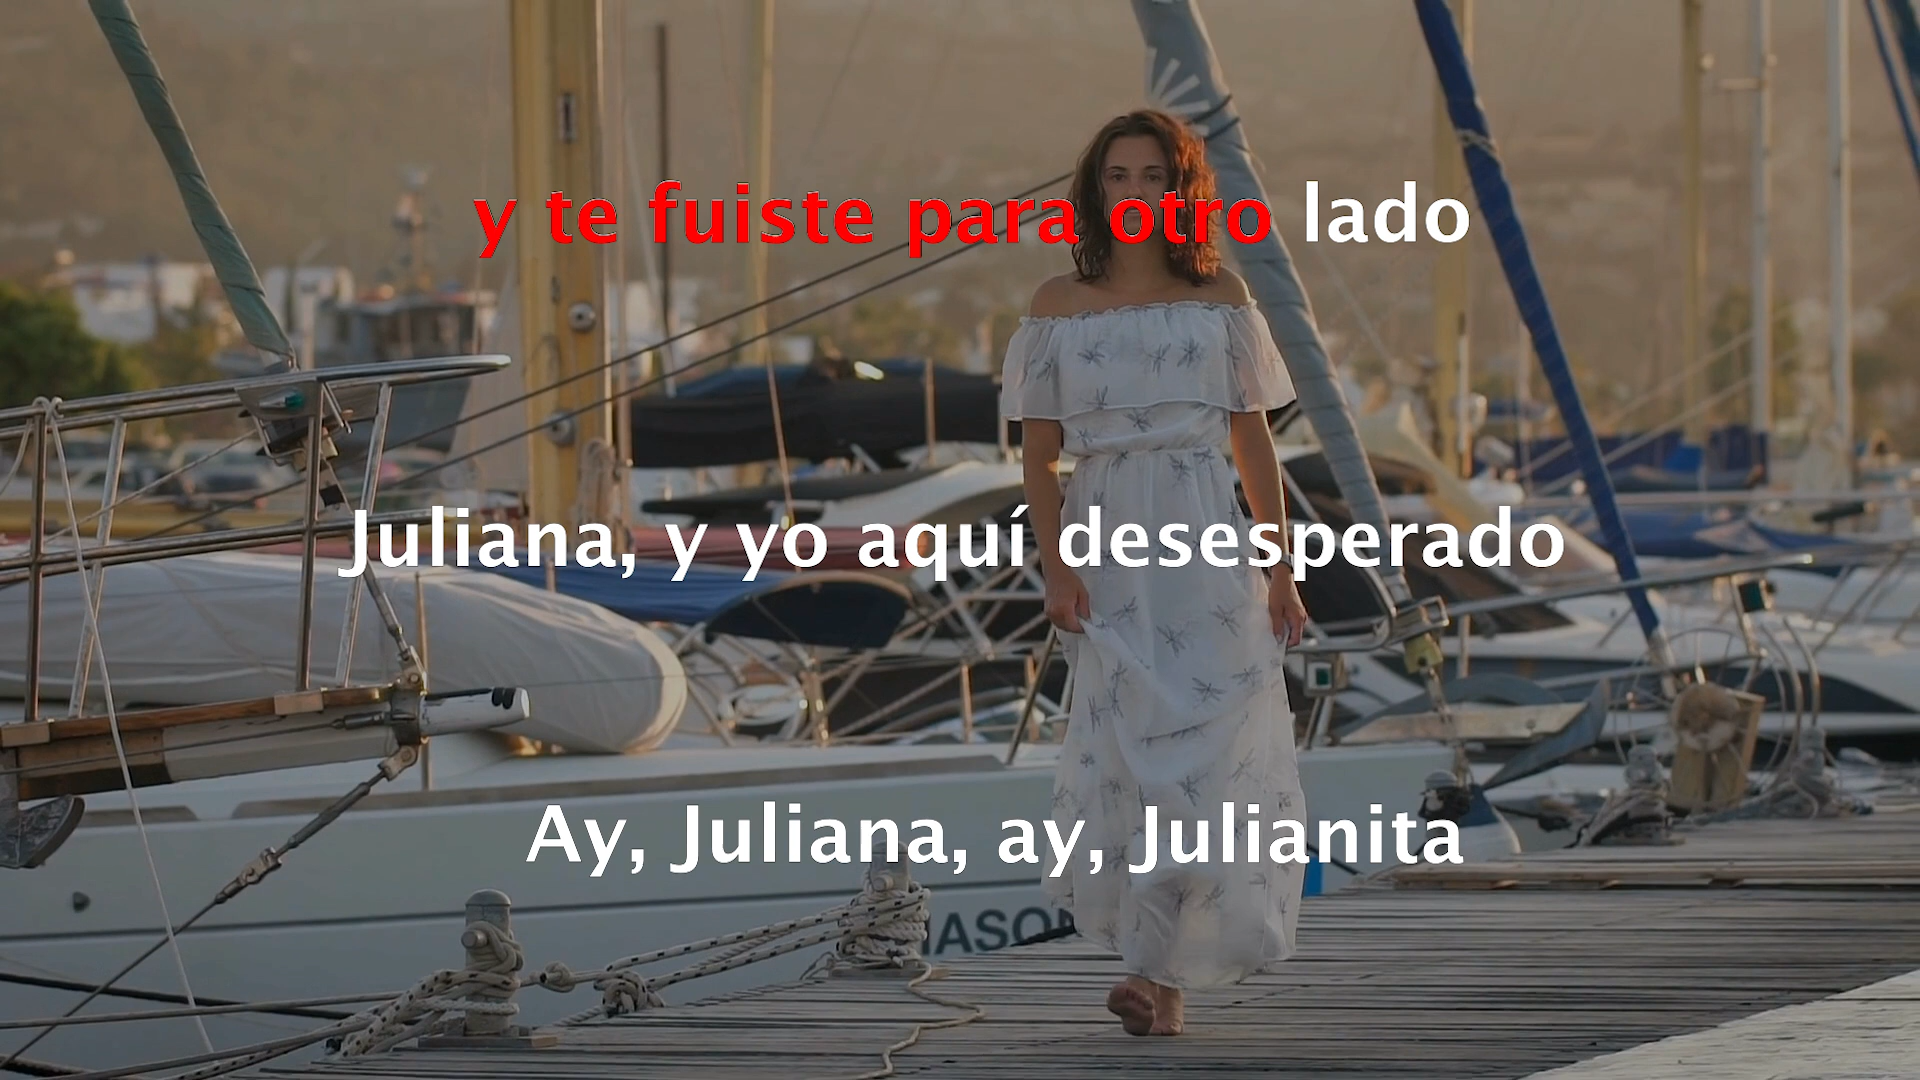 y te fuiste para otro lado
Juliana, y yo aquí desesperado
Ay, Juliana, ay, Julianita